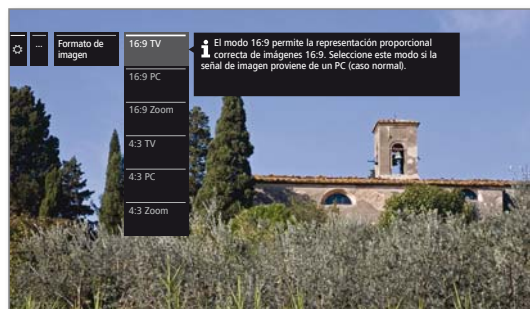 ...
Formato de
imagen
16:9 TV
16:9 PC
16:9 Zoom
4:3 TV
4:3 PC
4:3 Zoom
El modo 16:9 permite la representación proporcional
correcta de imágenes 16:9. Seleccione este modo si la
señal de imagen proviene de un PC (caso normal).